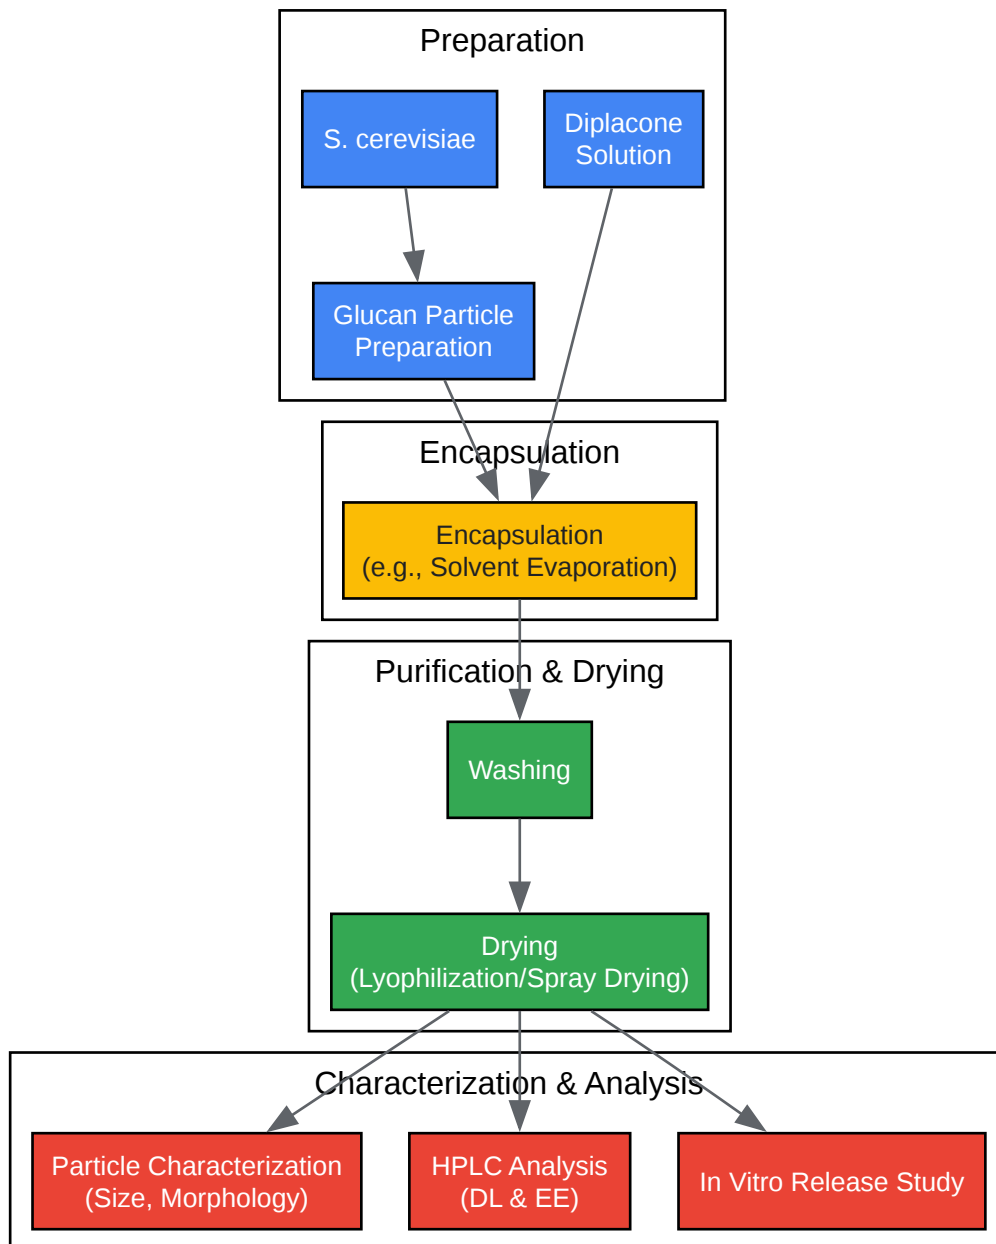 Preparation
S. cerevisiae
Diplacone
Solution
Glucan Particle
Preparation
Encapsulation
Encapsulation
(e.g., Solvent Evaporation)
Purification & Drying
Washing
Drying
(Lyophilization/Spray Drying)
Characterization & Analysis
Particle Characterization
(Size, Morphology)
HPLC Analysis
(DL & EE)
In Vitro Release Study